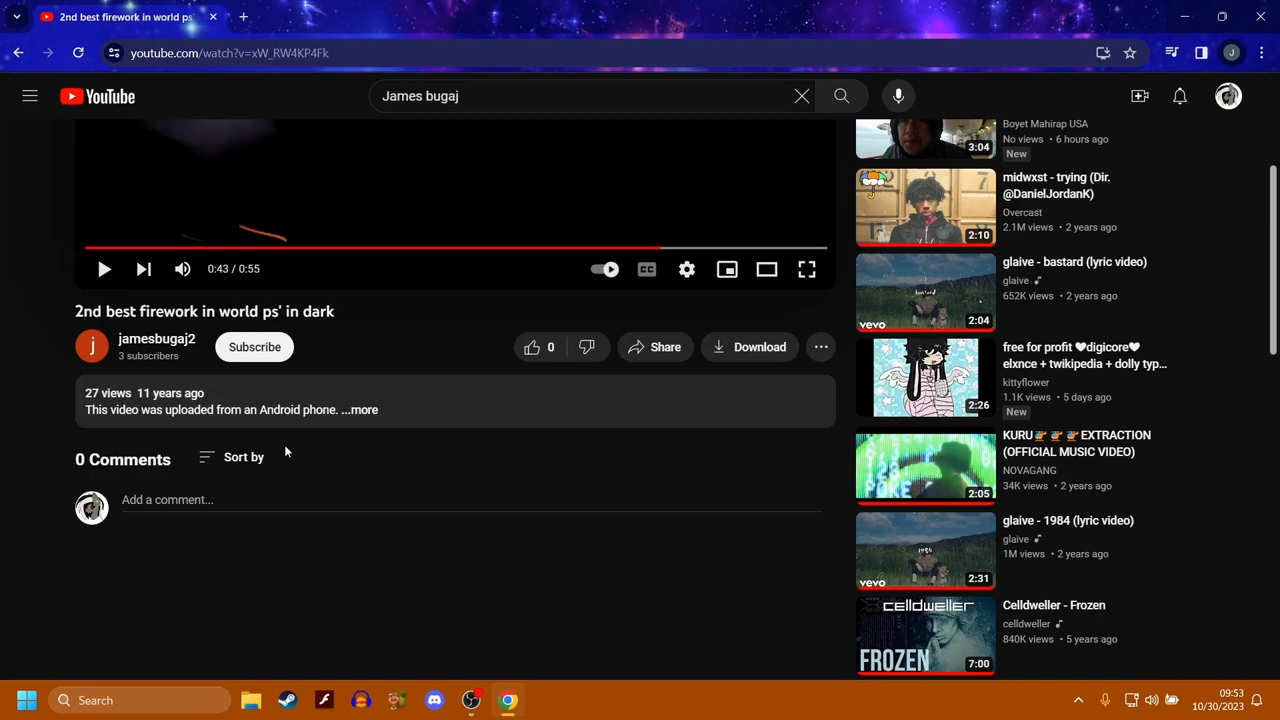 2nd best firework in world ps'
youtube.com/watch?v=xW_RW4KP4Fk
J
YouTube
James bugaj
0:43 / 0:55
CC
2nd best firework in world ps' in dark
j
jamesbugaj2
3 subscribers
Subscribe
0
Share
Download
27 views 11 years ago
This video was uploaded from an Android phone. ...more
0 Comments
Sort by
Add a comment...
3:04
Boyet Mahirap USA
No views • 6 hours ago
New
2:10
midwxst - trying (Dir.
@DanielJordanK)
Overcast
2.1M views • 2 years ago
bastard
vevo
2:04
glaive - bastard (lyric video)
glaive
652K views • 2 years ago
2:26
free for profit ❤digicore❤
elxnce + twikipedia + dolly typ...
kittyflower
1.1K views • 5 days ago
New
2:05
KURU EXTRACTION
(OFFICIAL MUSIC VIDEO)
NOVAGANG
34K views • 2 years ago
1984
vevo
2:31
glaive - 1984 (lyric video)
glaive
1M views • 2 years ago
celldweller
FROZEN
7:00
Celldweller - Frozen
celldweller
840K views • 5 years ago
Search
09:53
10/30/2023